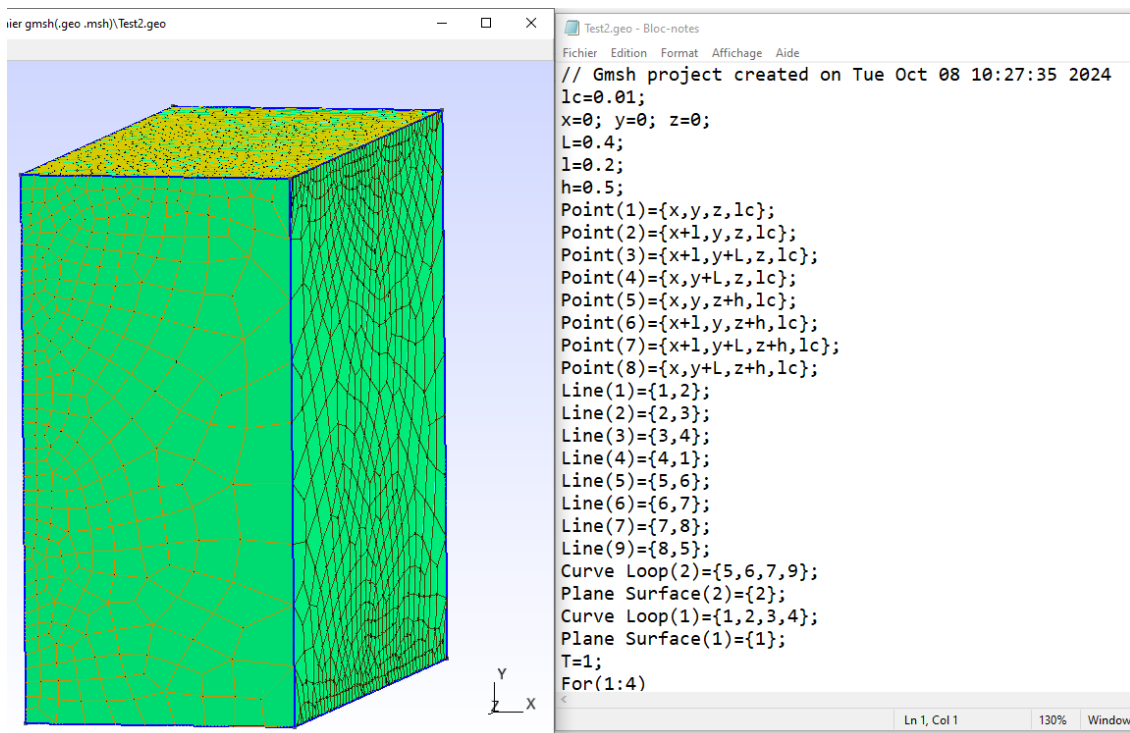 ier gmsh(.geo .msh)\Test2.geo
Test2.geo - Bloc-notes
Fichier Edition Format Affichage Aide
// Gmsh project created on Tue Oct 08 10:27:35 2024
lc=0.01;
x=0; y=0; z=0;
L=0.4;
l=0.2;
h=0.5;
Point(1)={x,y,z,lc};
Point(2)={x+l,y,z,lc};
Point(3)={x+l,y+L,z,lc};
Point(4)={x,y+L,z,lc};
Point(5)={x,y,z+h,lc};
Point(6)={x+l,y,z+h,lc};
Point(7)={x+l,y+L,z+h,lc};
Point(8)={x,y+L,z+h,lc};
Line(1)={1,2};
Line(2)={2,3};
Line(3)={3,4};
Line(4)={4,1};
Line(5)={5,6};
Line(6)={6,7};
Line(7)={7,8};
Line(9)={8,5};
Curve Loop(2)={5,6,7,9};
Plane Surface(2)={2};
Curve Loop(1)={1,2,3,4};
Plane Surface(1)={1};
T=1;
For(1:4)
Y
Z X
Ln 1, Col 1 130% Window